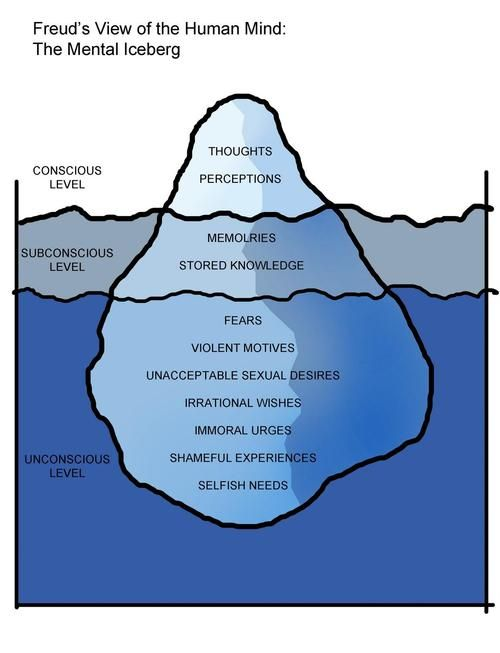 Freud's View of the Human Mind:
The Mental Iceberg
THOUGHTS
CONSCIOUS
LEVEL
PERCEPTIONS
MEMOLRIES
SUBCONSCIOUS
LEVEL
STORED KNOWLEDGE
FEARS
VIOLENT MOTIVES
UNACCEPTABLE SEXUAL DESIRES
IRRATIONAL WISHES
IMMORAL URGES
UNCONSCIOUS
LEVEL
SHAMEFUL EXPERIENCES
SELFISH NEEDS